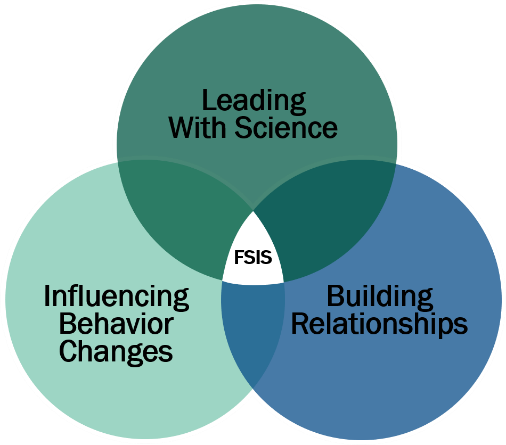 Leading
With Science
FSIS
Influencing
Behavior
Changes
Building
Relationships